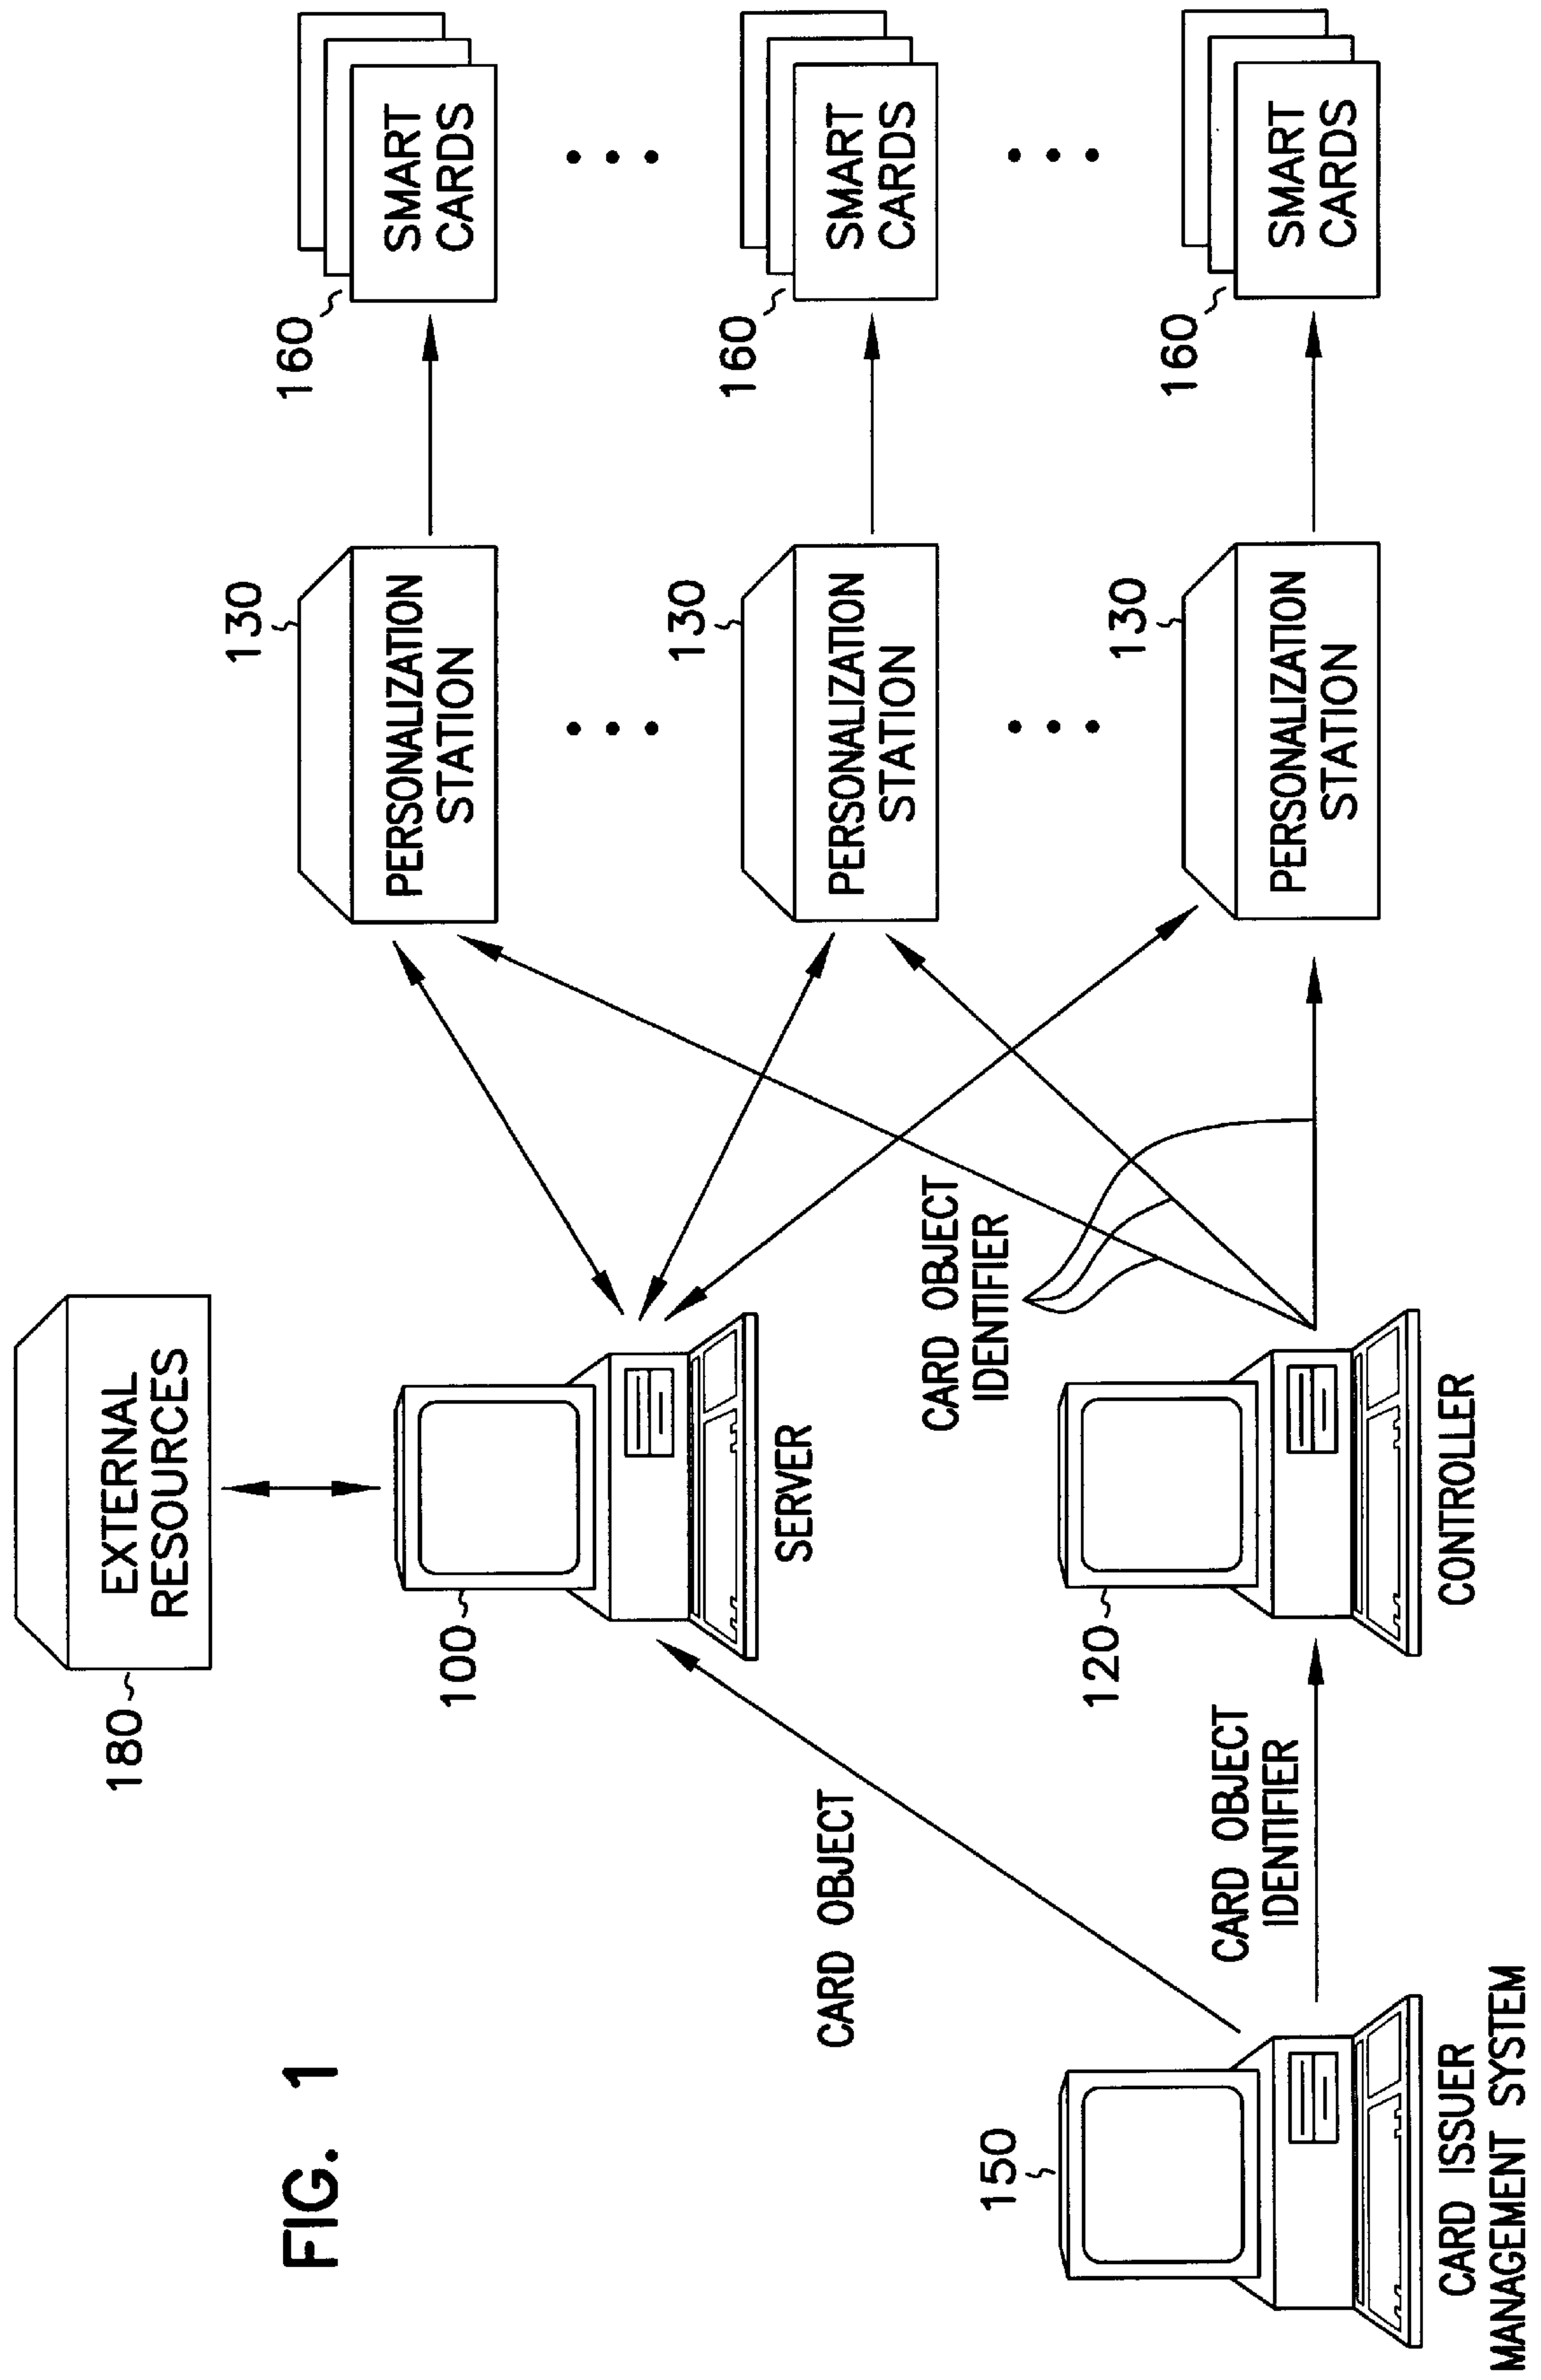 FIG. 1
180
EXTERNAL
RESOURCES
100
SERVER
CARD OBJECT
150
CARD ISSUER
MANAGEMENT SYSTEM
CARD OBJECT
IDENTIFIER
120
CONTROLLER
CARD OBJECT
IDENTIFIER
130
PERSONALIZATION
STATION
160
SMART
CARDS
130
PERSONALIZATION
STATION
160
SMART
CARDS
130
PERSONALIZATION
STATION
160
SMART
CARDS